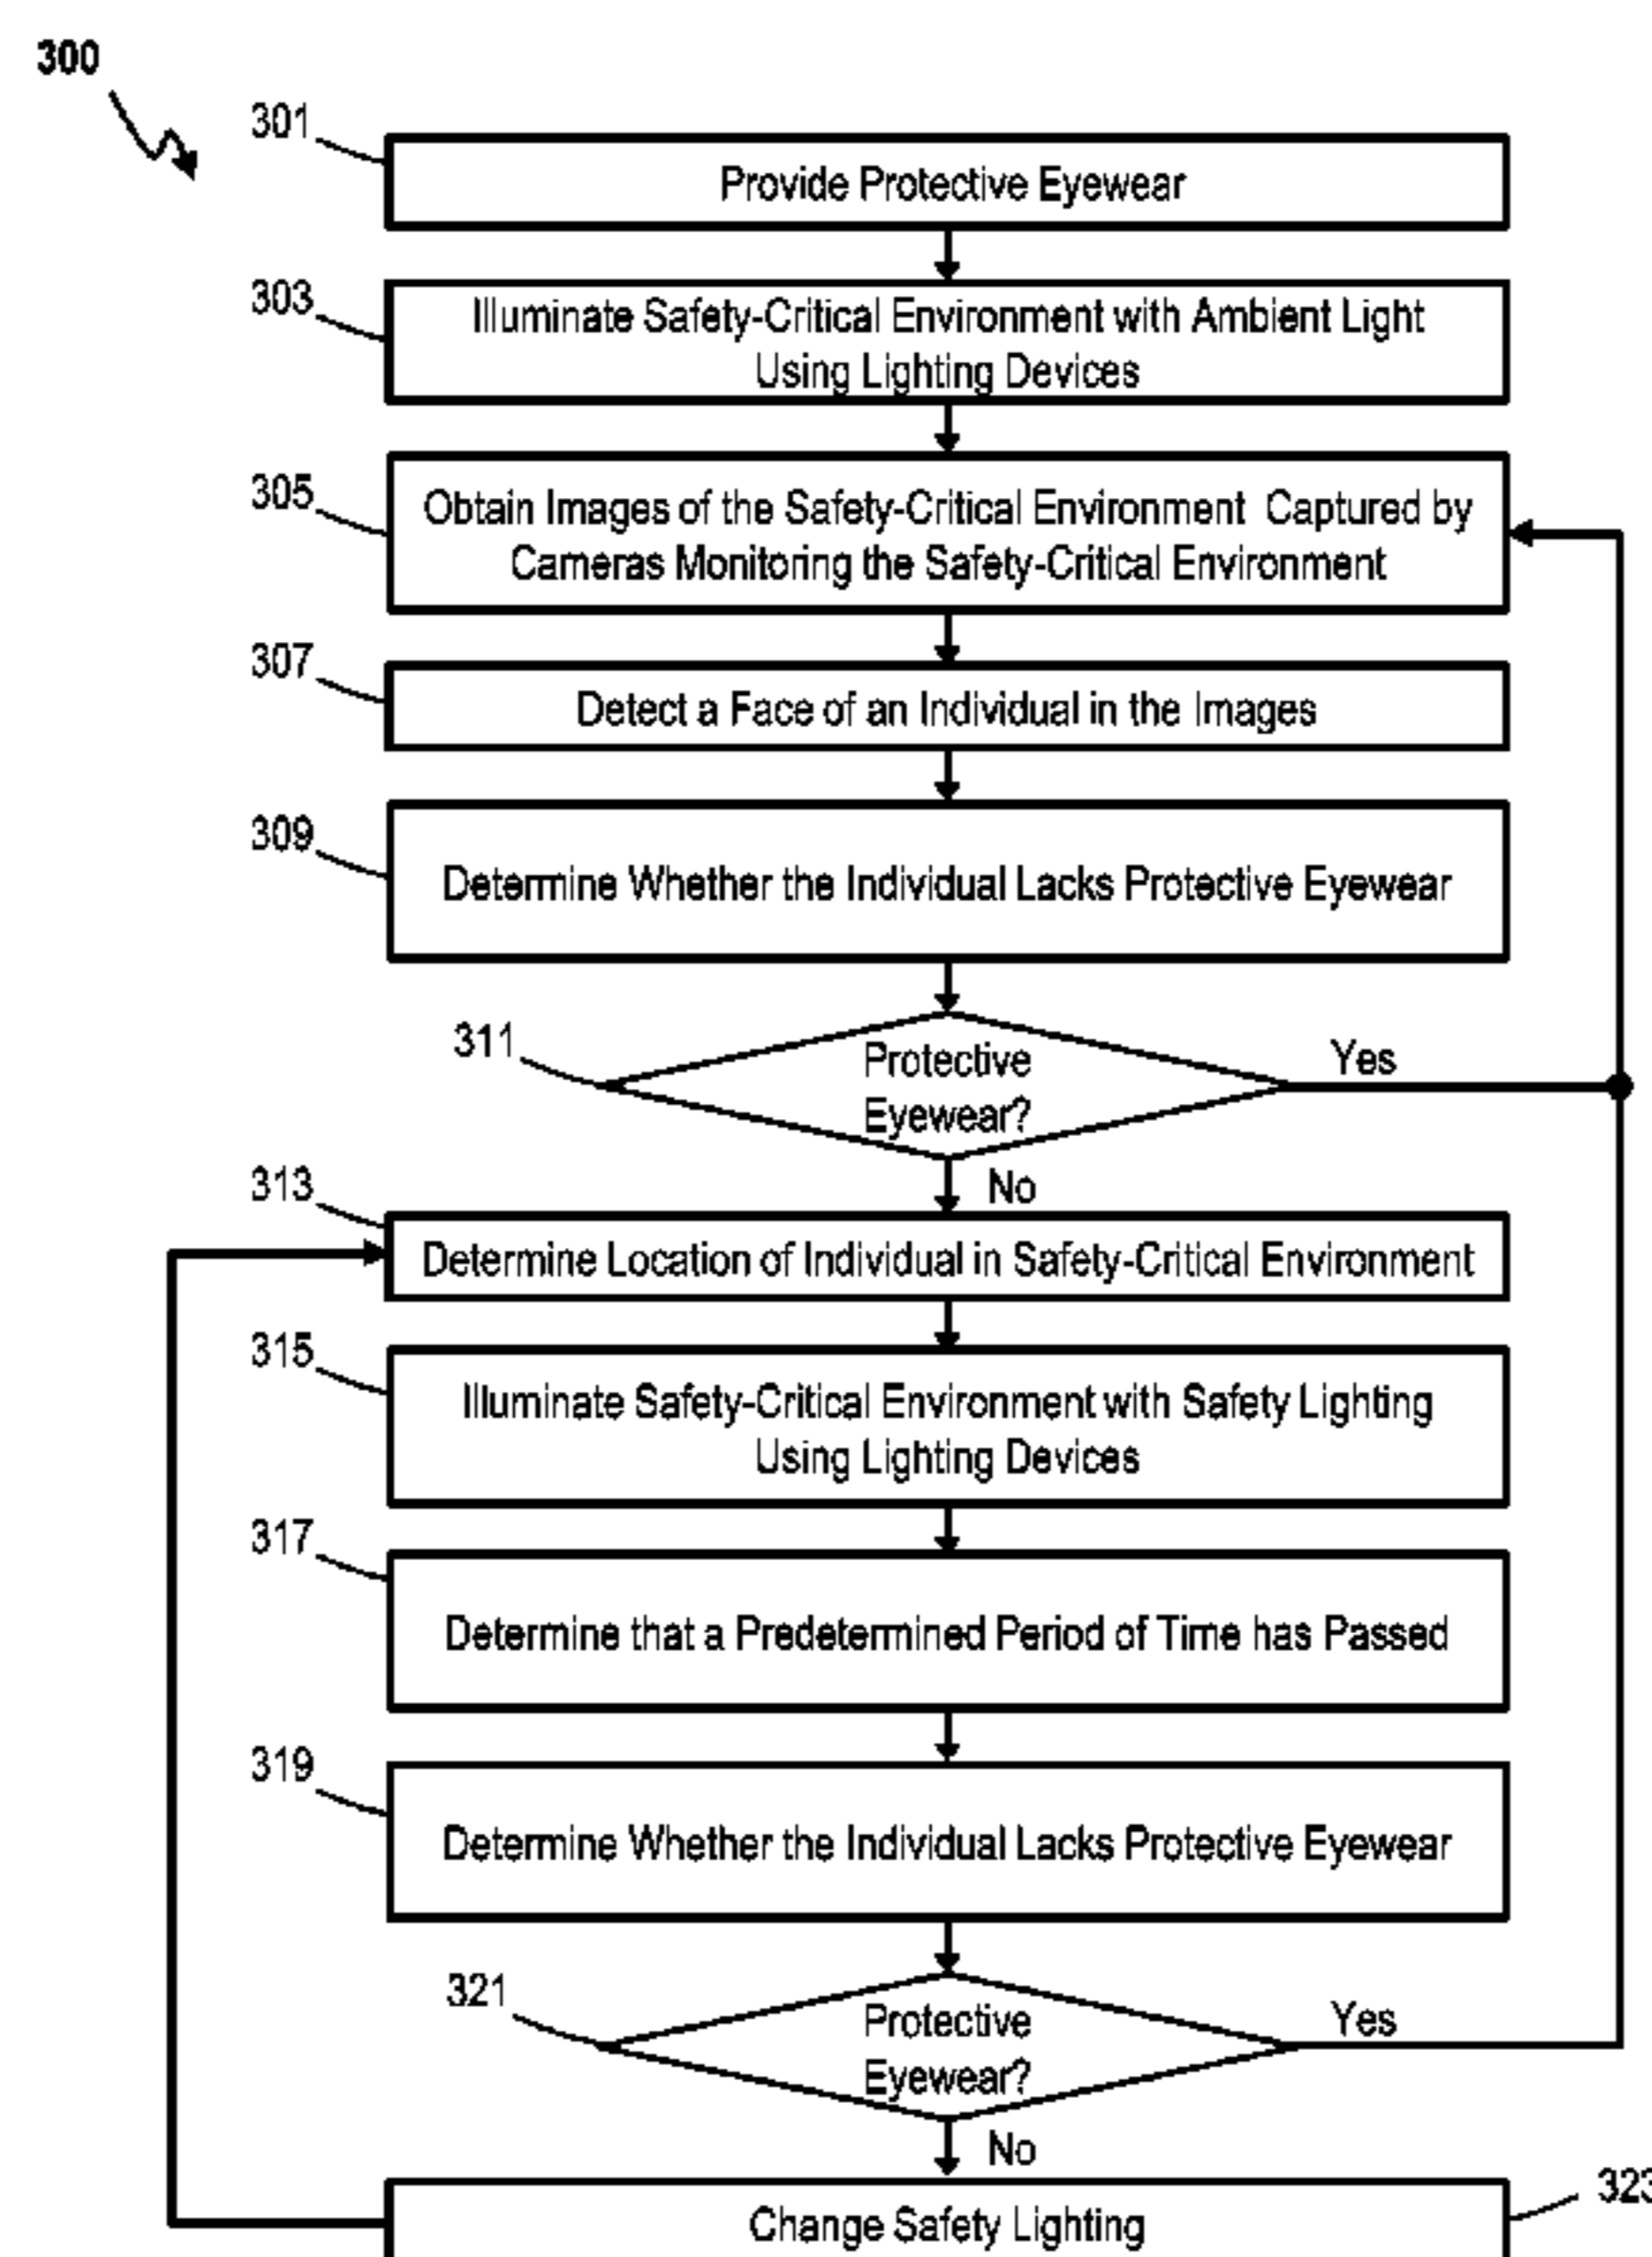 300
301
Provide Protective Eyewear
303
Illuminate Safety-Critical Environment with Ambient Light
Using Lighting Devices
305
Obtain Images of the Safety-Critical Environment Captured by
Cameras Monitoring the Safety-Critical Environment
307
Detect a Face of an Individual in the Images
309
Determine Whether the Individual Lacks Protective Eyewear
311
Protective
Eyewear?
Yes
No
313
Determine Location of Individual in Safety-Critical Environment
315
Illuminate Safety-Critical Environment with Safety Lighting
Using Lighting Devices
317
Determine that a Predetermined Period of Time has Passed
319
Determine Whether the Individual Lacks Protective Eyewear
321
Protective
Eyewear?
Yes
No
323
Change Safety Lighting